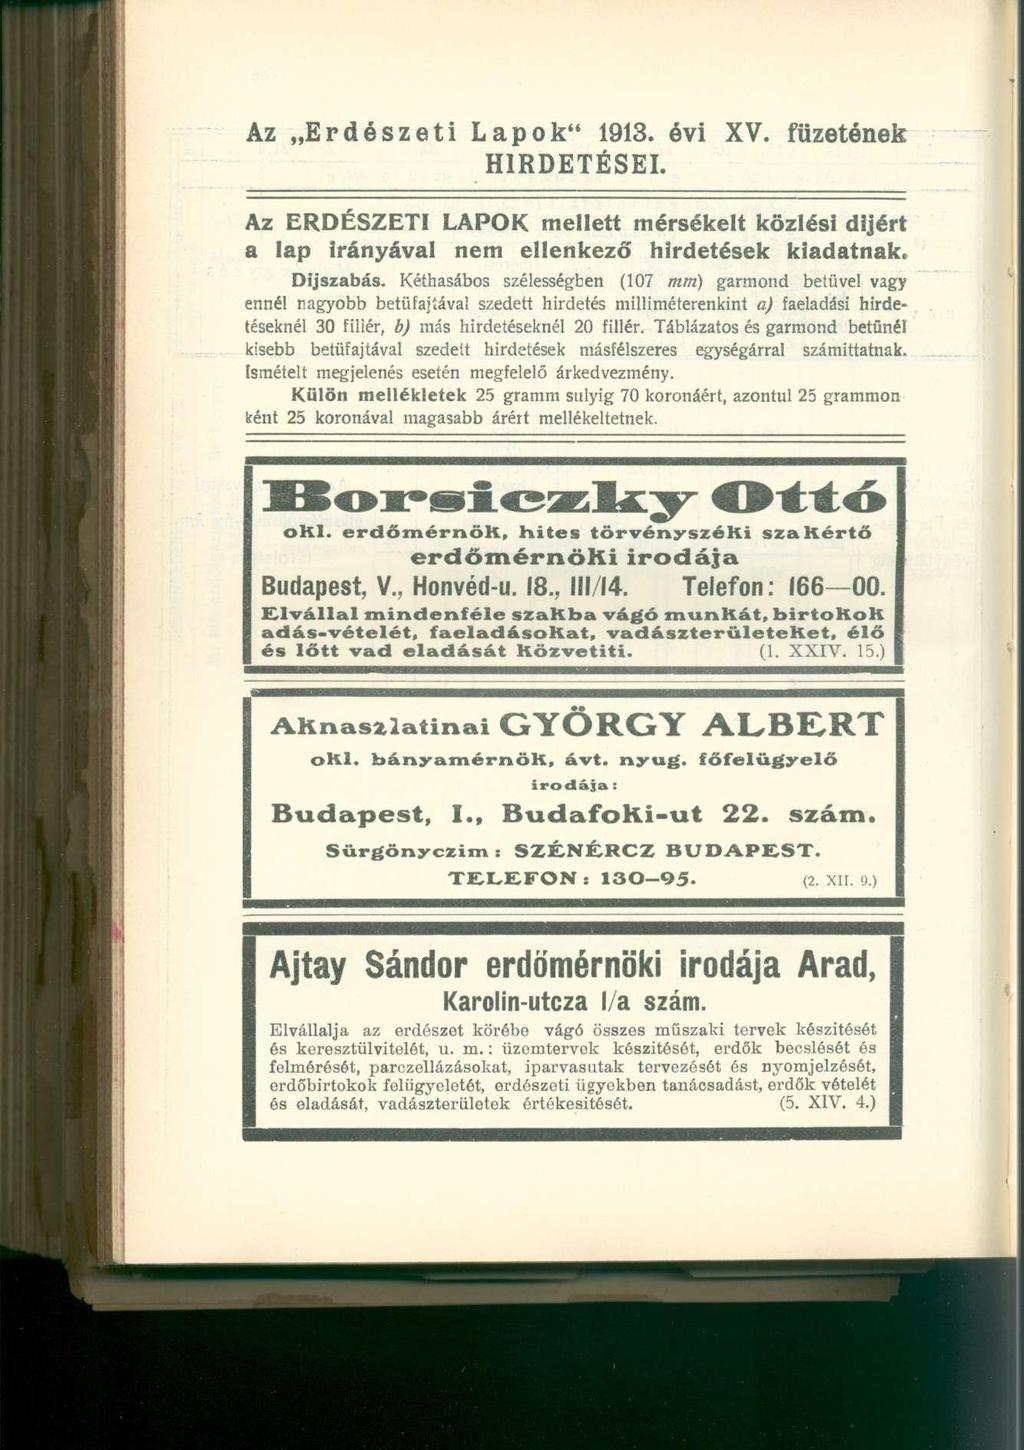 Az „Erdészeti Lapok“ 1913. évi XV. füzetének
HIRDETÉSEI.
Az ERDÉSZETI LAPOK mellett mérsékelt közlési dijért
a lap irányával nem ellenkező hirdetések kiadatnak.
Dijszabás. Kéthasábos szélességben (107 mm) garmond betüvel vagy
ennél nagyobb betüfajtával szedett hirdetés milliméterenkint a) faeladási hirde-
téseknél 30 fillér, b) más hirdetéseknél 20 fillér. Táblázatos és garmond betünél
kisebb betüfajtával szedett hirdetések másfélszeres egységárral számittatnak.
Ismételt megjelenés esetén megfelelő árkedvezmény.
Külön mellékletek 25 gramm sulyig 70 koronáért, azontul 25 grammon
ként 25 koronával magasabb árért mellékeltetnek.
Borsiczky Ottó
okl. erdőmérnök, hites törvényszéki szakértő
erdőmérnöki irodája
Budapest, V., Honvéd-u. 18., III/14. Telefon: 166—00.
Elvállal mindenféle szakba vágó munkát, birtokok
adás-vételét, faeladásokat, vadászterületeket, élő
és lőtt vad eladását közvetiti. (1. XXIV. 15.)
Aknaszlatinai GYÖRGY ALBERT
okl. bányamérnök, ávt. nyug. főfelügyelő
irodája:
Budapest, I., Budafoki-ut 22. szám.
Sürgönyczim: SZÉNÉRCZ BUDAPEST.
TELEFON: 130—95. (2. XII. 9.)
Ajtay Sándor erdőmérnöki irodája Arad,
Karolin-utcza I/a szám.
Elvállalja az erdészet körébe vágó összes műszaki tervek készitését
és keresztülvitelét, u. m.: üzemtervek készitését, erdők becslését és
felmérését, parczellázásokat, iparvasutak tervezését és nyomjelzését,
erdőbirtokok felügyeletét, erdészeti ügyekben tanácsadást, erdők vételét
és eladását, vadászterületek értékesitését. (5. XIV. 4.)